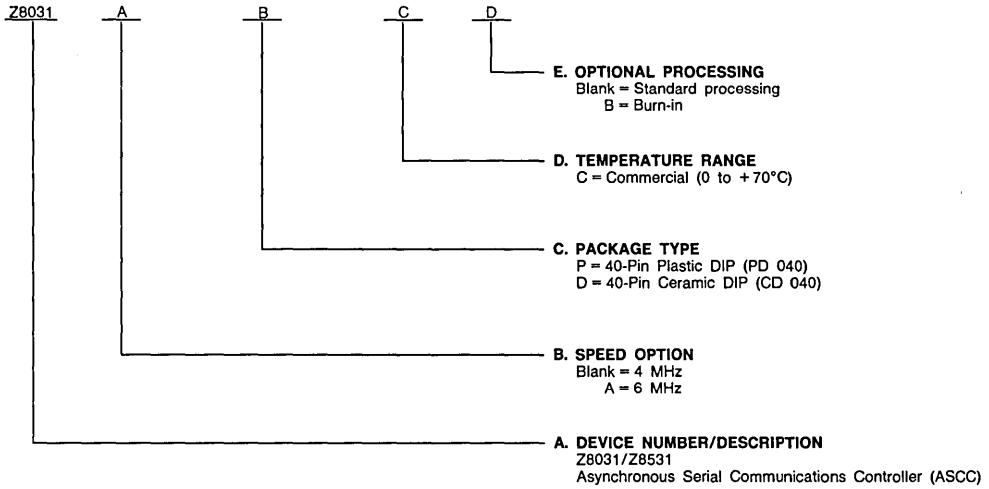 Z8031 A B C D
E. OPTIONAL PROCESSING
Blank = Standard processing
B = Burn-in
D. TEMPERATURE RANGE
C = Commercial (0 to +70°C)
C. PACKAGE TYPE
P = 40-Pin Plastic DIP (PD 040)
D = 40-Pin Ceramic DIP (CD 040)
B. SPEED OPTION
Blank = 4 MHz
A = 6 MHz
A. DEVICE NUMBER/DESCRIPTION
Z8031/Z8531
Asynchronous Serial Communications Controller (ASCC)